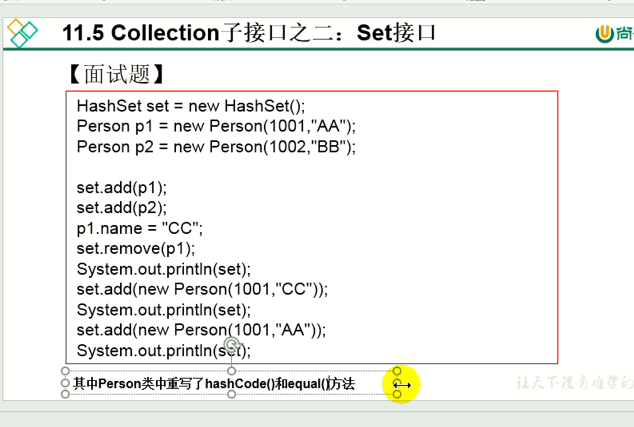 11.5 Collection子接口之二：Set接口
尚
【面试题】
HashSet set = new HashSet();
Person p1 = new Person(1001,"AA");
Person p2 = new Person(1002,"BB");
set.add(p1);
set.add(p2);
p1.name = "CC";
set.remove(p1);
System.out.println(set);
set.add(new Person(1001,"CC"));
System.out.println(set);
set.add(new Person(1001,"AA"));
System.out.println(set);
其中Person类中重写了hashCode()和equal()方法
让天下没有难学的